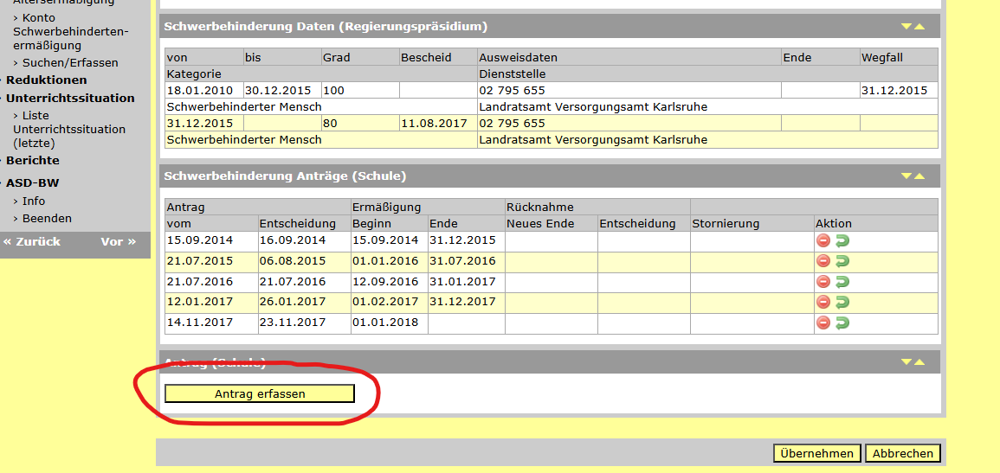 Altersermäßigung
› Konto
Schwerbehinderten-
ermäßigung
› Suchen/Erfassen
Reduktionen
Unterrichtssituation
› Liste
Unterrichtssituation
(letzte)
Berichte
ASD-BW
› Info
› Beenden
« Zurück Vor »
Schwerbehinderung Daten (Regierungspräsidium)
von bis Grad Bescheid Ausweisdaten Ende Wegfall
Kategorie Dienststelle
18.01.2010 30.12.2015 100 02 795 655 31.12.2015
Schwerbehinderter Mensch Landratsamt Versorgungsamt Karlsruhe
31.12.2015 80 11.08.2017 02 795 655
Schwerbehinderter Mensch Landratsamt Versorgungsamt Karlsruhe
Schwerbehinderung Anträge (Schule)
Antrag Ermäßigung Rücknahme
vom Entscheidung Beginn Ende Neues Ende Entscheidung Stornierung Aktion
15.09.2014 16.09.2014 15.09.2014 31.12.2015
21.07.2015 06.08.2015 01.01.2016 31.07.2016
21.07.2016 21.07.2016 12.09.2016 31.01.2017
12.01.2017 26.01.2017 01.02.2017 31.12.2017
14.11.2017 23.11.2017 01.01.2018
Antrag (Schule)
Antrag erfassen
Übernehmen Abbrechen